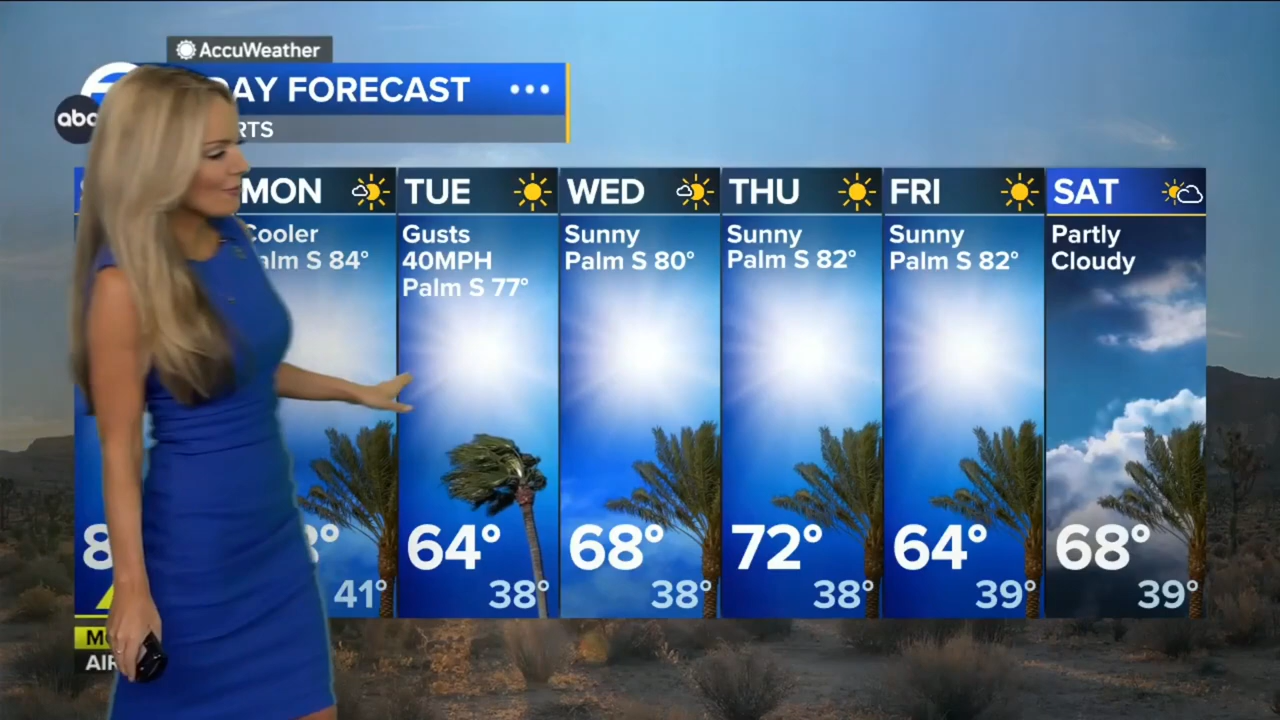 AccuWeather
abc
DAY FORECAST
RTS
MON
Cooler
Palm S 84°
41°
TUE
Gusts
40MPH
Palm S 77°
64°
38°
WED
Sunny
Palm S 80°
68°
38°
THU
Sunny
Palm S 82°
72°
38°
FRI
Sunny
Palm S 82°
64°
39°
SAT
Partly
Cloudy
68°
39°
AIR